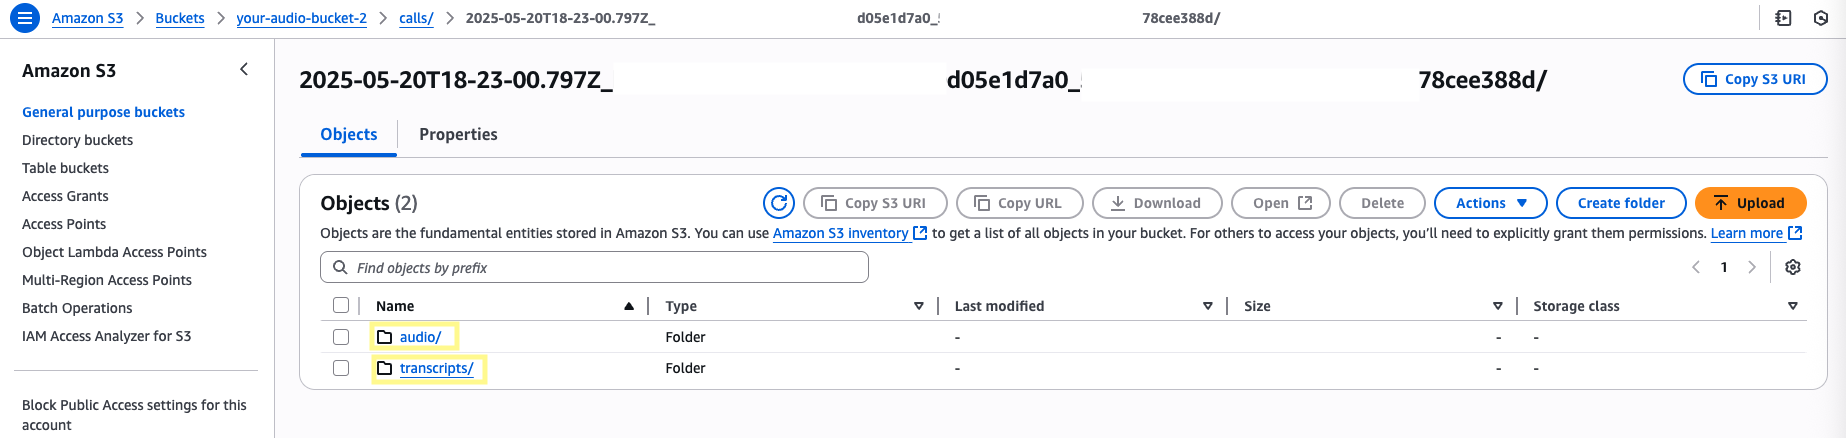 Amazon S3 > Buckets > your-audio-bucket-2 > calls/ > 2025-05-20T18-23-00.797Z_ d05e1d7a0_ 78cee388d/
Amazon S3
General purpose buckets
Directory buckets
Table buckets
Access Grants
Access Points
Object Lambda Access Points
Multi-Region Access Points
Batch Operations
IAM Access Analyzer for S3
Block Public Access settings for this
account
2025-05-20T18-23-00.797Z_ d05e1d7a0_ 78cee388d/
Copy S3 URI
Objects Properties
Objects (2)
Copy S3 URI Copy URL Download Open Delete Actions Create folder Upload
Objects are the fundamental entities stored in Amazon S3. You can use Amazon S3 inventory to get a list of all objects in your bucket. For others to access your objects, you'll need to explicitly grant them permissions. Learn more
Find objects by prefix
1
Name Type Last modified Size Storage class
audio/ Folder - - -
transcripts/ Folder - - -